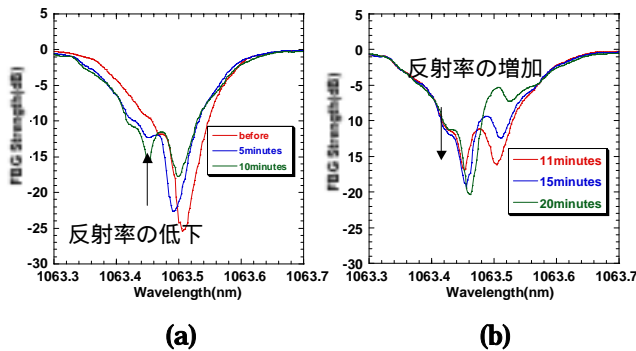 5
0
-5
-10
-15
-20
-25
-30
FBG Strength(dB)
before
5minutes
10minutes
反射率の低下
1063.3 1063.4 1063.5 1063.6 1063.7
Wavelength(nm)
(a)
5
0
-5
-10
-15
-20
-25
-30
FBG Strength(dB)
反射率の増加
11minutes
15minutes
20minutes
1063.3 1063.4 1063.5 1063.6 1063.7
Wavelength(nm)
(b)